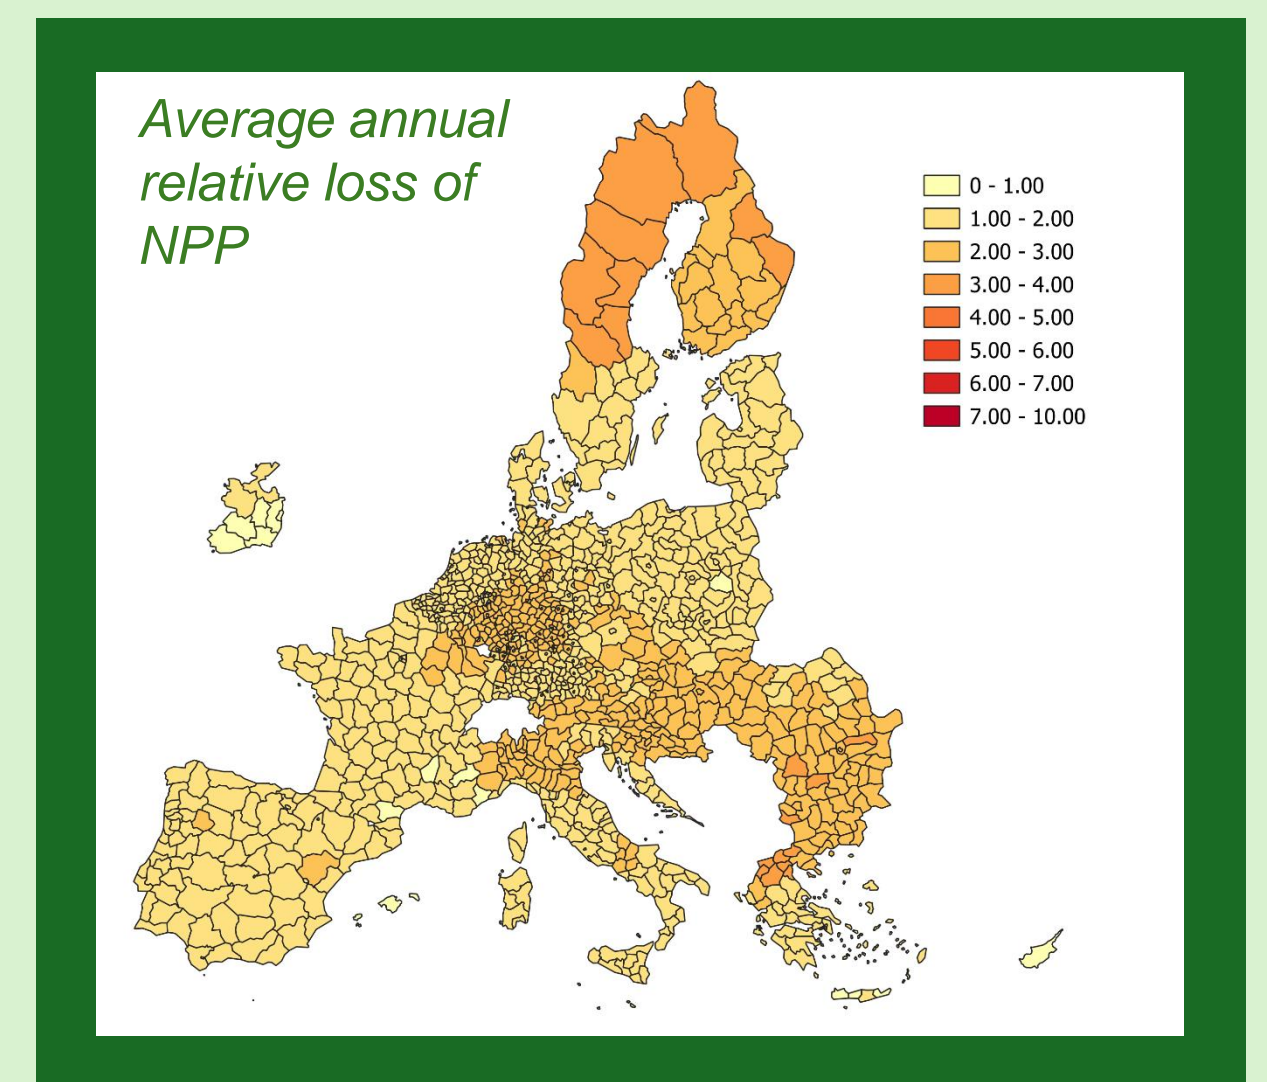 Average annual
relative loss of
NPP
0 - 1.00
1.00 - 2.00
2.00 - 3.00
3.00 - 4.00
4.00 - 5.00
5.00 - 6.00
6.00 - 7.00
7.00 - 10.00